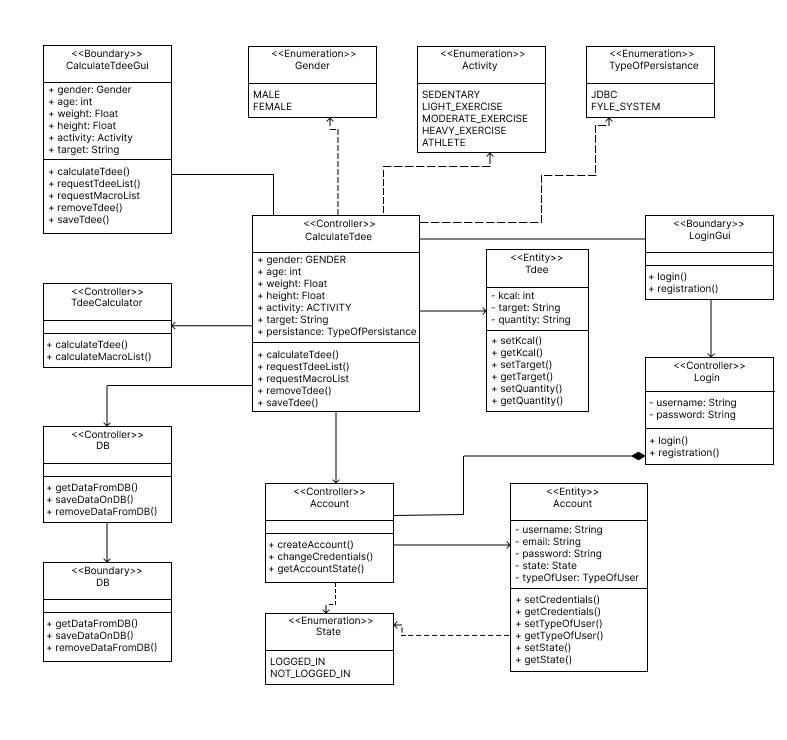 <<Boundary>>
CalculateTdeeGui
+ gender: Gender
+ age: int
+ weight: Float
+ height: Float
+ activity: Activity
+ target: String
+ calculateTdee()
+ requestTdeeList()
+ requestMacroList
+ removeTdee()
+ saveTdee()
<<Enumeration>>
Gender
MALE
FEMALE
<<Enumeration>>
Activity
SEDENTARY
LIGHT_EXERCISE
MODERATE_EXERCISE
HEAVY_EXERCISE
ATHLETE
<<Enumeration>>
TypeOfPersistance
JDBC
FYLE_SYSTEM
<<Controller>>
CalculateTdee
+ gender: GENDER
+ age: int
+ weight: Float
+ height: Float
+ activity: ACTIVITY
+ target: String
+ persistance: TypeOfPersistance
+ calculateTdee()
+ requestTdeeList()
+ requestMacroList
+ removeTdee()
+ saveTdee()
<<Boundary>>
LoginGui
+ login()
+ registration()
<<Entity>>
Tdee
- kcal: int
- target: String
- quantity: String
+ setKcal()
+ getKcal()
+ setTarget()
+ getTarget()
+ setQuantity()
+ getQuantity()
<<Controller>>
TdeeCalculator
+ calculateTdee()
+ calculateMacroList()
<<Controller>>
Login
- username: String
- password: String
+ login()
+ registration()
<<Controller>>
DB
+ getDataFromDB()
+ saveDataOnDB()
+ removeDataFromDB()
<<Controller>>
Account
+ createAccount()
+ changeCredentials()
+ getAccountState()
<<Entity>>
Account
- username: String
- email: String
- password: String
- state: State
- typeOfUser: TypeOfUser
+ setCredentials()
+ getCredentials()
+ setTypeOfUser()
+ getTypeOfUser()
+ setState()
+ getState()
<<Boundary>>
DB
+ getDataFromDB()
+ saveDataOnDB()
+ removeDataFromDB()
<<Enumeration>>
State
LOGGED_IN
NOT_LOGGED_IN